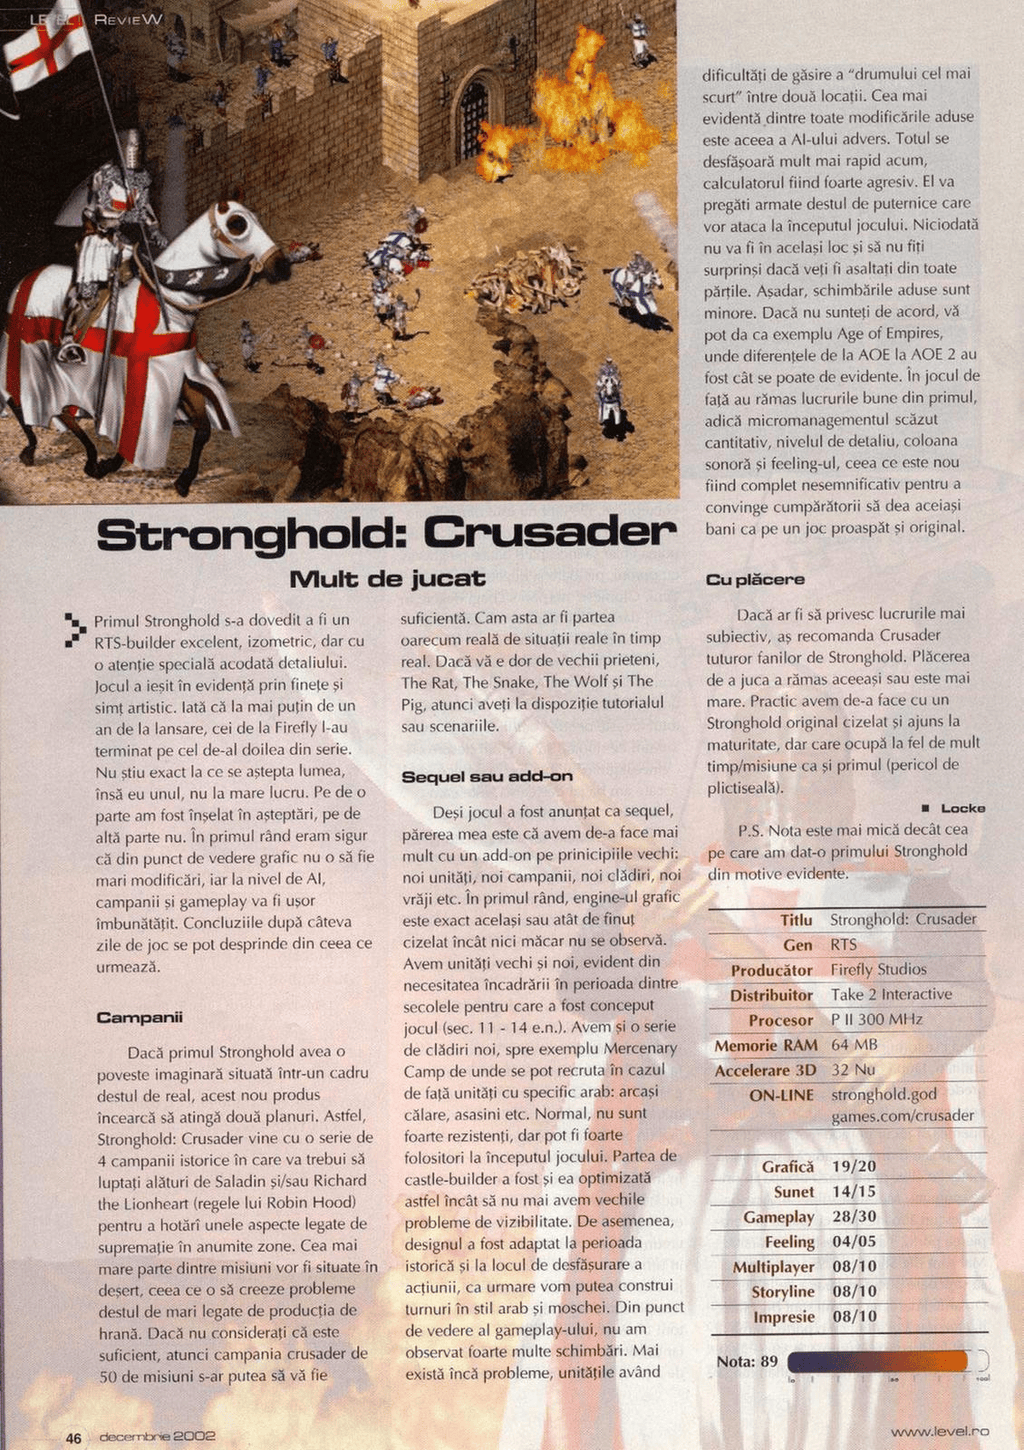 LEVEL REVIEW
Stronghold: Crusader
Mult de jucat
Primul Stronghold s-a dovedit a fi un
RTS-builder excelent, izometric, dar cu
o atenție specială acodată detaliului.
Jocul a ieșit în evidență prin finețe și
simț artistic. Iată că la mai puțin de un
an de la lansare, cei de la Firefly l-au
terminat pe cel de-al doilea din serie.
Nu știu exact la ce se aștepta lumea,
însă eu unul, nu la mare lucru. Pe de o
parte am fost înșelat în așteptări, pe de
altă parte nu. În primul rând eram sigur
că din punct de vedere grafic nu o să fie
mari modificări, iar la nivel de AI,
campanii și gameplay va fi ușor
îmbunătățit. Concluziile după câteva
zile de joc se pot desprinde din ceea ce
urmează.
Campanii
Dacă primul Stronghold avea o
poveste imaginară situată într-un cadru
destul de real, acest nou produs
încearcă să atingă două planuri. Astfel,
Stronghold: Crusader vine cu o serie de
4 campanii istorice în care va trebui să
luptați alături de Saladin și/sau Richard
the Lionheart (regele lui Robin Hood)
pentru a hotărî unele aspecte legate de
supremație în anumite zone. Cea mai
mare parte dintre misiuni vor fi situate în
deșert, ceea ce o să creeze probleme
destul de mari legate de producția de
hrană. Dacă nu considerați că este
suficient, atunci campania crusader de
50 de misiuni s-ar putea să vă fie
suficientă. Cam asta ar fi partea
oarecum reală de situații reale în timp
real. Dacă vă e dor de vechii prieteni,
The Rat, The Snake, The Wolf și The
Pig, atunci aveți la dispoziție tutorialul
sau scenariile.
Sequel sau add-on
Deși jocul a fost anunțat ca sequel,
părerea mea este că avem de-a face mai
mult cu un add-on pe prinicipiile vechi:
noi unități, noi campanii, noi clădiri, noi
vrăji etc. În primul rând, engine-ul grafic
este exact același sau atât de finuț
cizelat încât nici măcar nu se observă.
Avem unități vechi și noi, evident din
necesitatea încadrării în perioada dintre
secolele pentru care a fost conceput
jocul (sec. 11 - 14 e.n.). Avem și o serie
de clădiri noi, spre exemplu Mercenary
Camp de unde se pot recruta în cazul
de față unități cu specific arab: arcași
călare, asasini etc. Normal, nu sunt
foarte rezistenți, dar pot fi foarte
folositori la începutul jocului. Partea de
castle-builder a fost și ea optimizată
astfel încât să nu mai avem vechile
probleme de vizibilitate. De asemenea,
designul a fost adaptat la perioada
istorică și la locul de desfășurare a
acțiunii, ca urmare vom putea construi
turnuri în stil arab și moschei. Din punct
de vedere al gameplay-ului, nu am
observat foarte multe schimbări. Mai
există încă probleme, unitățile având
dificultăți de găsire a "drumului cel mai
scurt" între două locații. Cea mai
evidentă dintre toate modificările aduse
este aceea a AI-ului advers. Totul se
desfășoară mult mai rapid acum,
calculatorul fiind foarte agresiv. El va
pregăti armate destul de puternice care
vor ataca la începutul jocului. Niciodată
nu va fi în același loc și să nu fiți
surprinși dacă veți fi asaltați din toate
părțile. Așadar, schimbările aduse sunt
minore. Dacă nu sunteți de acord, vă
pot da ca exemplu Age of Empires,
unde diferențele de la AOE la AOE 2 au
fost cât se poate de evidente. În jocul de
față au rămas lucrurile bune din primul,
adică micromanagementul scăzut
cantitativ, nivelul de detaliu, coloana
sonoră și feeling-ul, ceea ce este nou
fiind complet nesemnificativ pentru a
convinge cumpărătorii să dea aceiași
bani ca pe un joc proaspăt și original.
Cu plăcere
Dacă ar fi să privesc lucrurile mai
subiectiv, aș recomanda Crusader
tuturor fanilor de Stronghold. Plăcerea
de a juca a rămas aceeași sau este mai
mare. Practic avem de-a face cu un
Stronghold original cizelat și ajuns la
maturitate, dar care ocupă la fel de mult
timp/misiune ca și primul (pericol de
plictiseală).
■ Locke
P.S. Nota este mai mică decât cea
pe care am dat-o primului Stronghold
din motive evidente.
Titlu Stronghold: Crusader
Gen RTS
Producător Firefly Studios
Distribuitor Take 2 Interactive
Procesor P II 300 MHz
Memorie RAM 64 MB
Accelerare 3D 32 Nu
ON-LINE stronghold.god
games.com/crusader
Grafică 19/20
Sunet 14/15
Gameplay 28/30
Feeling 04/05
Multiplayer 08/10
Storyline 08/10
Impresie 08/10
Nota: 89
46 decembrie 2002
www.level.ro